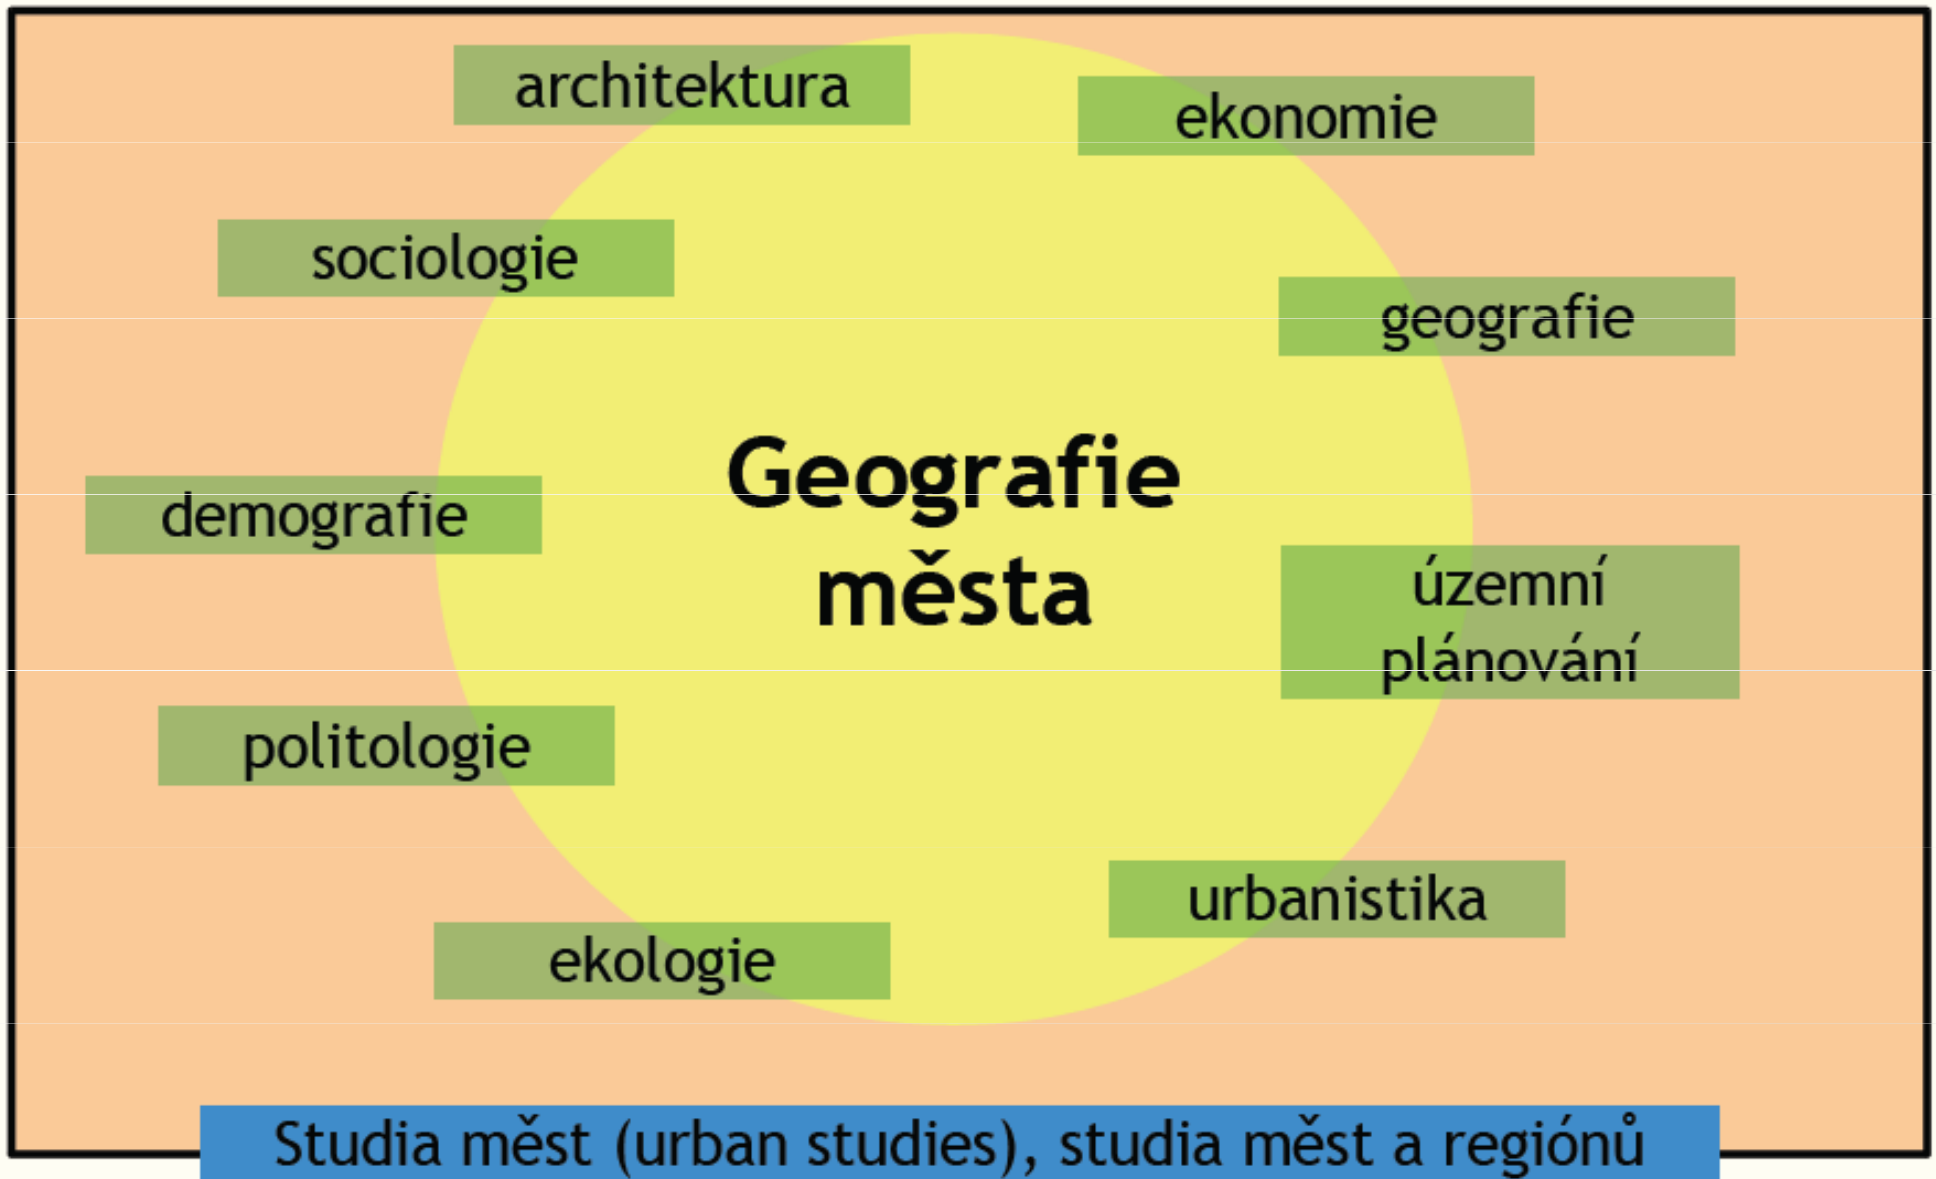 architektura
ekonomie
sociologie
geografie
Geografie
města
demografie
územní
plánování
politologie
urbanistika
ekologie
Studia měst (urban studies), studia měst a regiónů